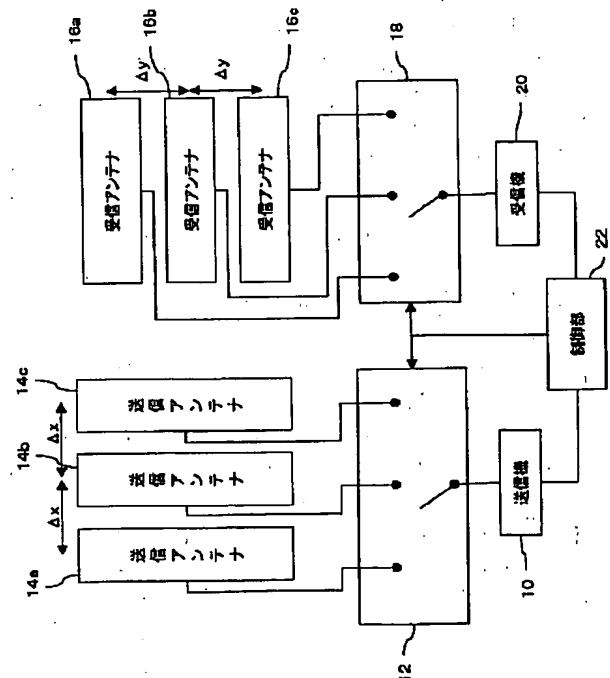 16a
Δy
16b
Δy
16c
受信アンテナ
受信アンテナ
受信アンテナ
18
20
受信機
22
制御部
14c
Δx
14b
Δx
14a
送信アンテナ
送信アンテナ
送信アンテナ
送信機
10
12